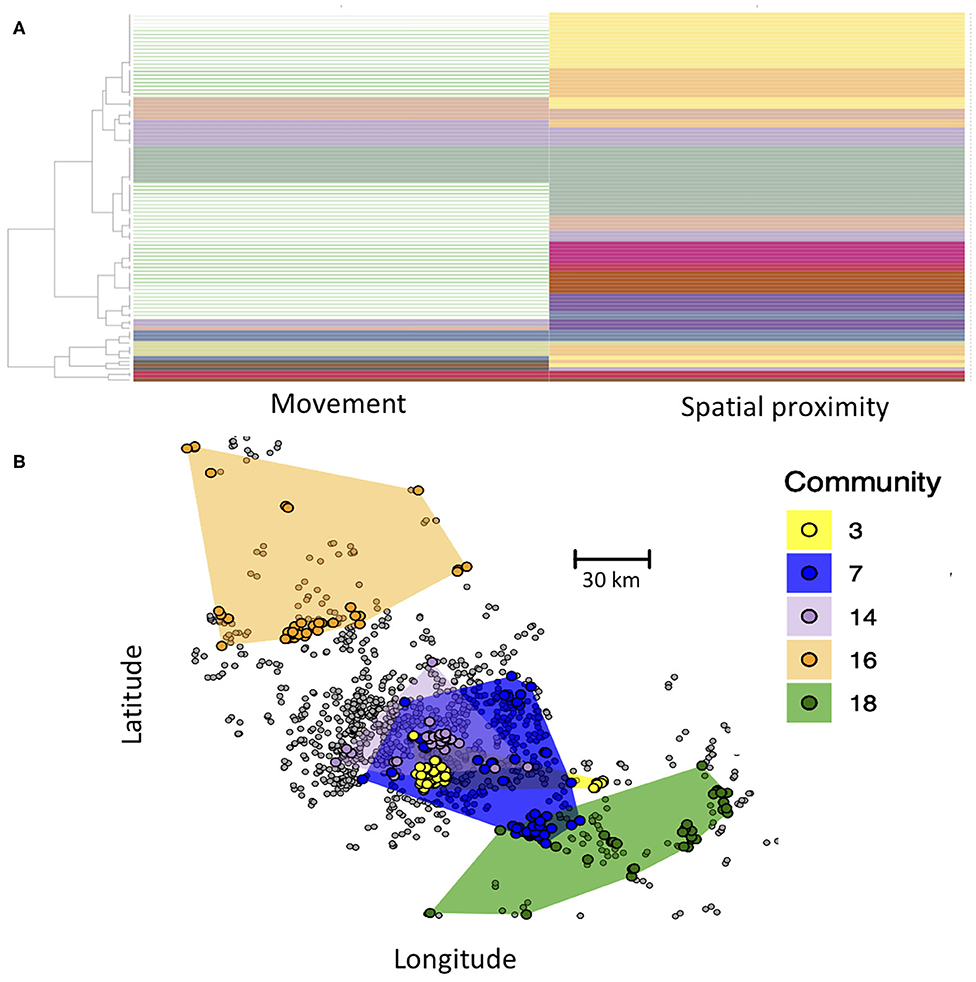 A
Movement
Spatial proximity
B
Community
3
7
14
16
18
30 km
Latitude
Longitude